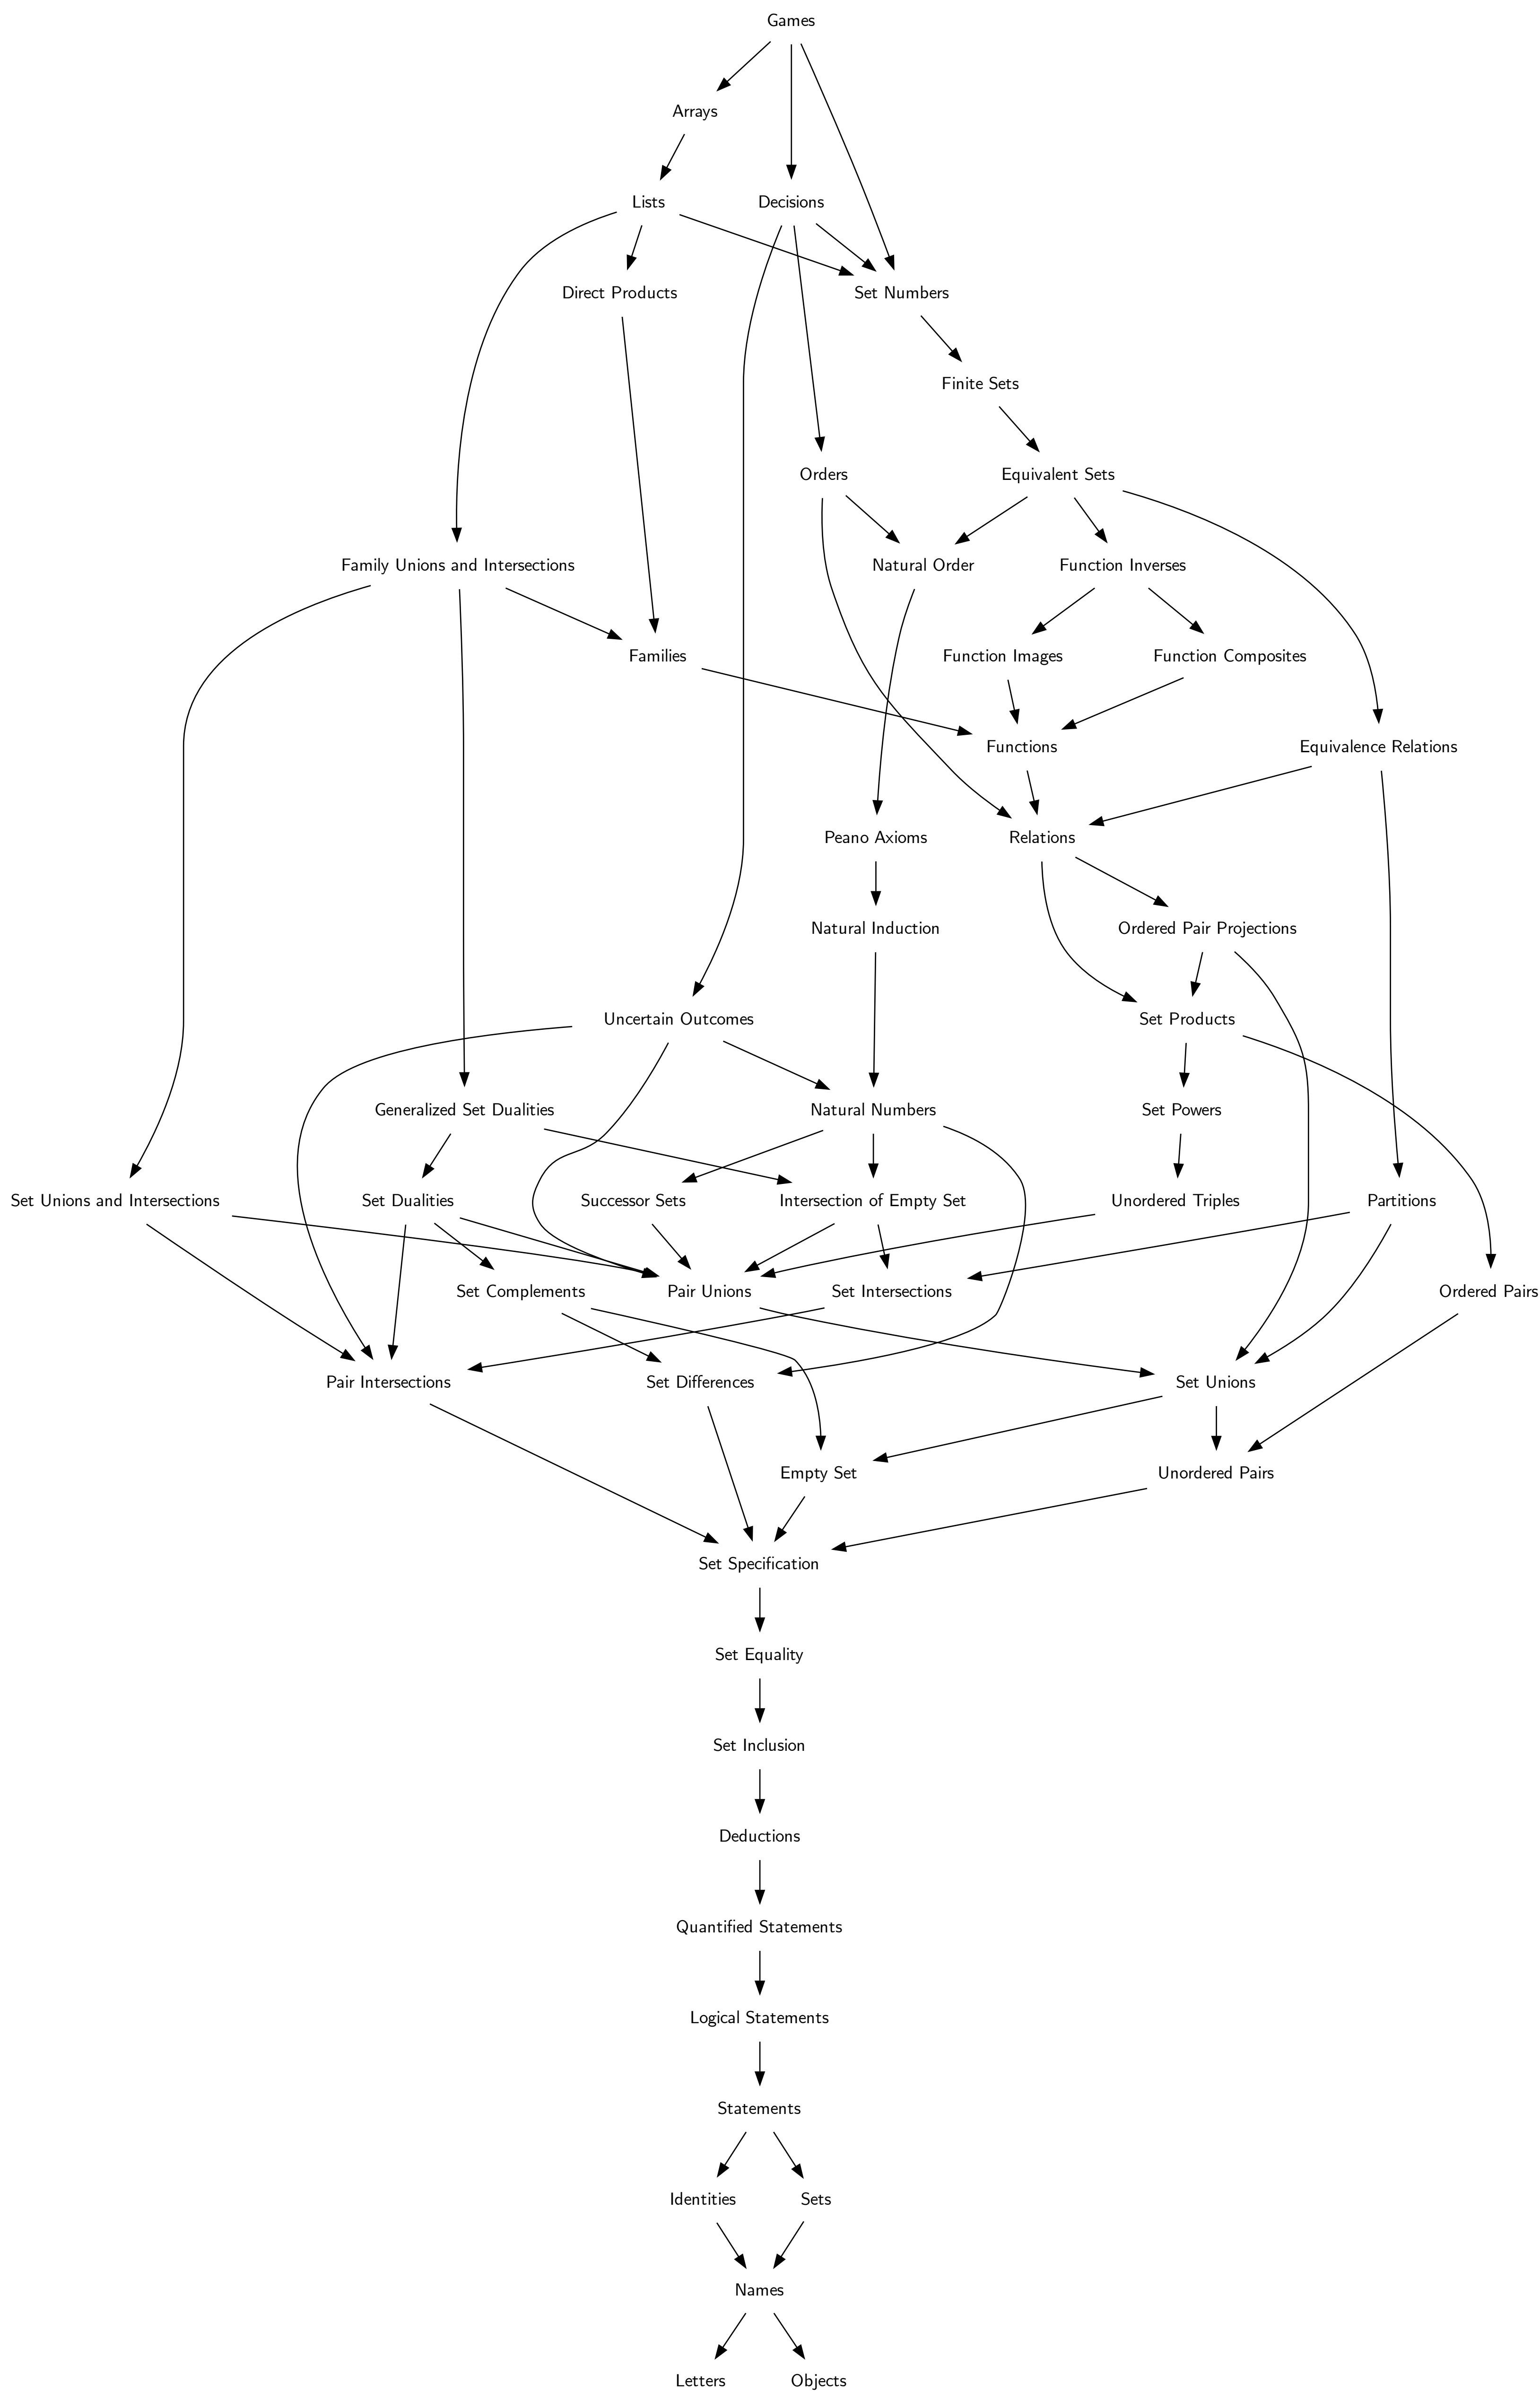 Games
Arrays
Lists
Decisions
Direct Products
Set Numbers
Finite Sets
Orders
Equivalent Sets
Family Unions and Intersections
Natural Order
Function Inverses
Families
Function Images
Function Composites
Functions
Equivalence Relations
Peano Axioms
Relations
Natural Induction
Ordered Pair Projections
Uncertain Outcomes
Set Products
Generalized Set Dualities
Natural Numbers
Set Powers
Set Unions and Intersections
Set Dualities
Successor Sets
Intersection of Empty Set
Unordered Triples
Partitions
Set Complements
Pair Unions
Set Intersections
Ordered Pairs
Pair Intersections
Set Differences
Set Unions
Empty Set
Unordered Pairs
Set Specification
Set Equality
Set Inclusion
Deductions
Quantified Statements
Logical Statements
Statements
Identities
Sets
Names
Letters
Objects